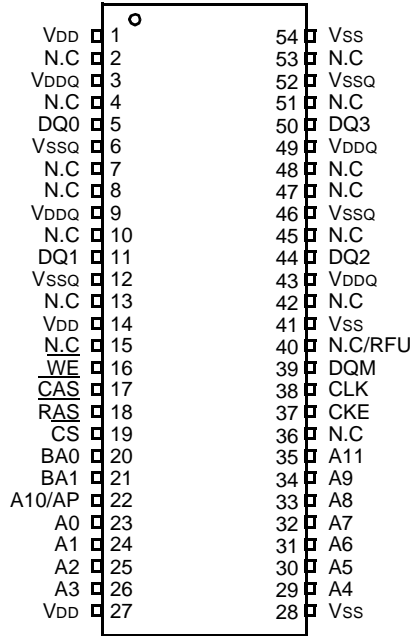 VDD 1 54 VSS
N.C 2 53 N.C
VDDQ 3 52 VSSQ
N.C 4 51 N.C
DQ0 5 50 DQ3
VSSQ 6 49 VDDQ
N.C 7 48 N.C
N.C 8 47 N.C
VDDQ 9 46 VSSQ
N.C 10 45 N.C
DQ1 11 44 DQ2
VSSQ 12 43 VDDQ
N.C 13 42 N.C
VDD 14 41 VSS
N.C 15 40 N.C/RFU
WE 16 39 DQM
CAS 17 38 CLK
RAS 18 37 CKE
CS 19 36 N.C
BA0 20 35 A11
BA1 21 34 A9
A10/AP 22 33 A8
A0 23 32 A7
A1 24 31 A6
A2 25 30 A5
A3 26 29 A4
VDD 27 28 VSS